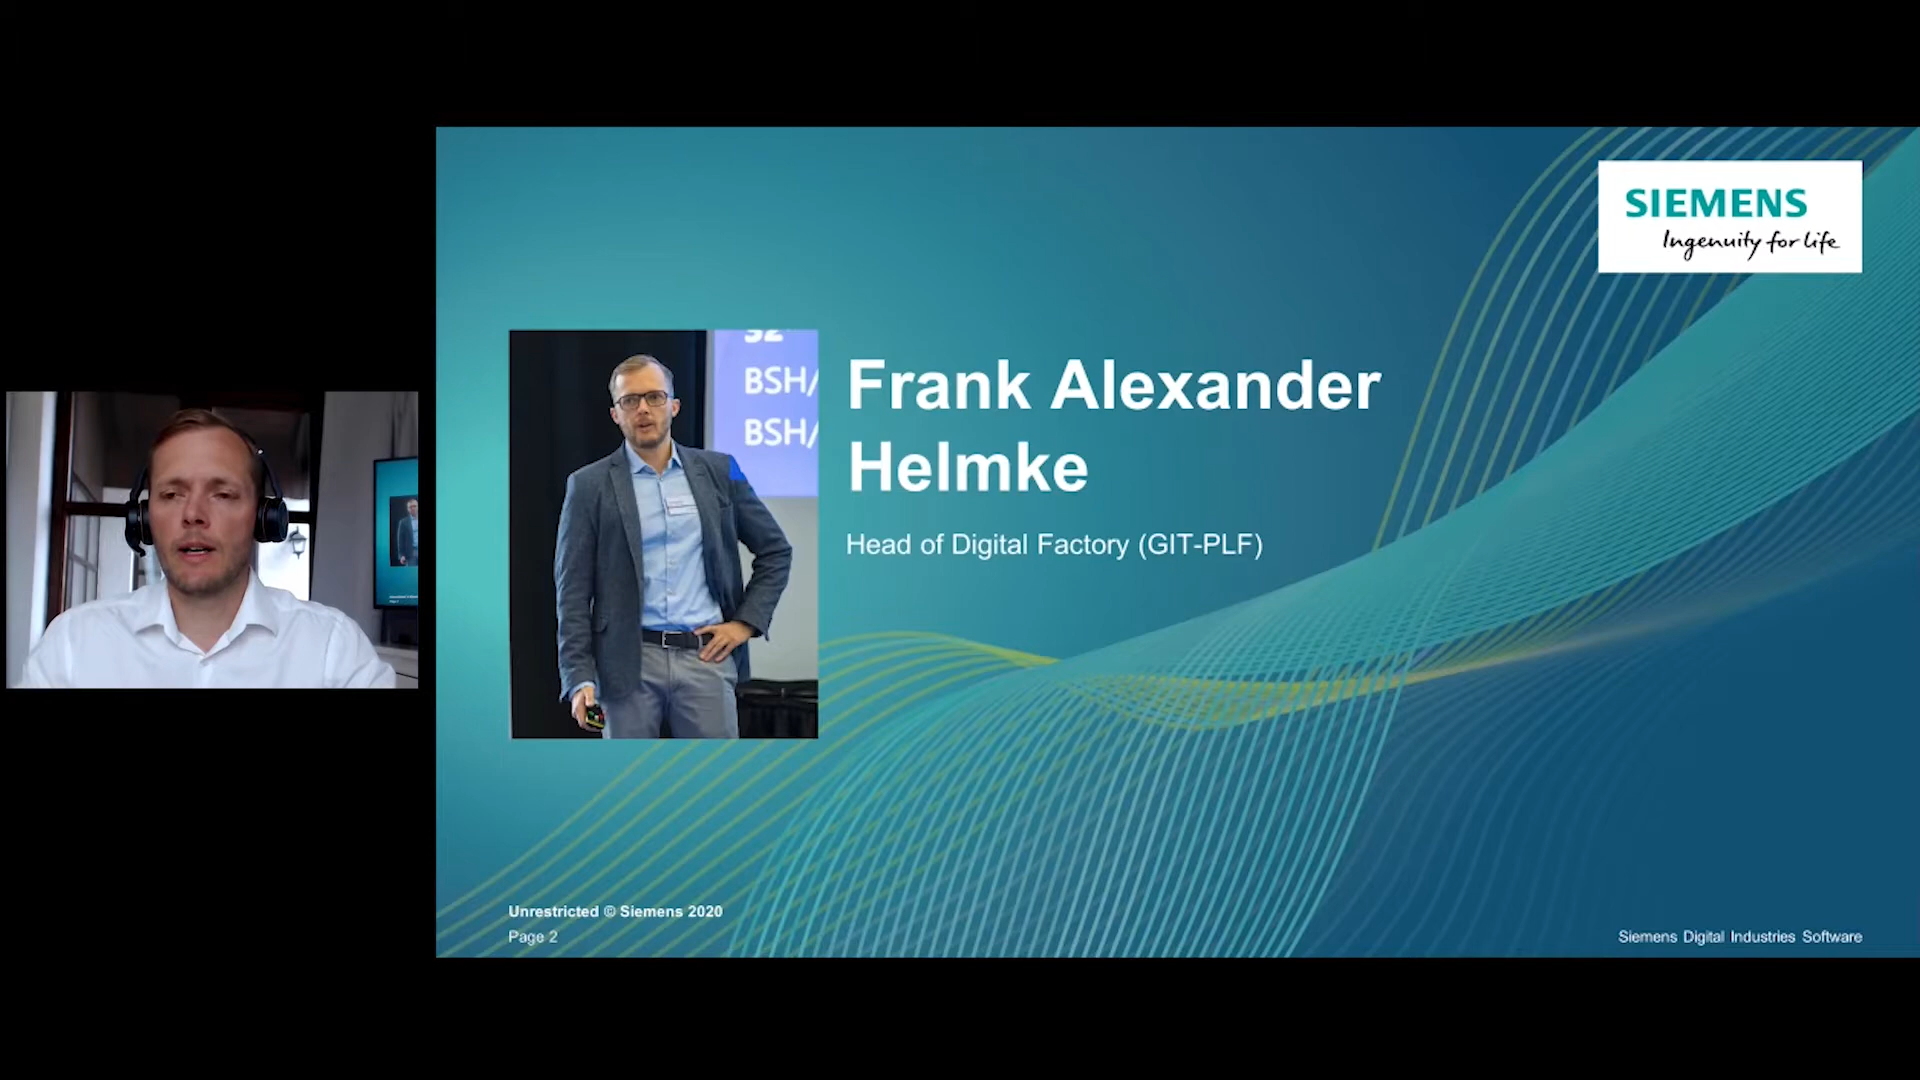 SIEMENS
Ingenuity for life
BSH/
BSH/
Frank Alexander
Helmke
Head of Digital Factory (GIT-PLF)
Unrestricted © Siemens 2020
Page 2
Siemens Digital Industries Software